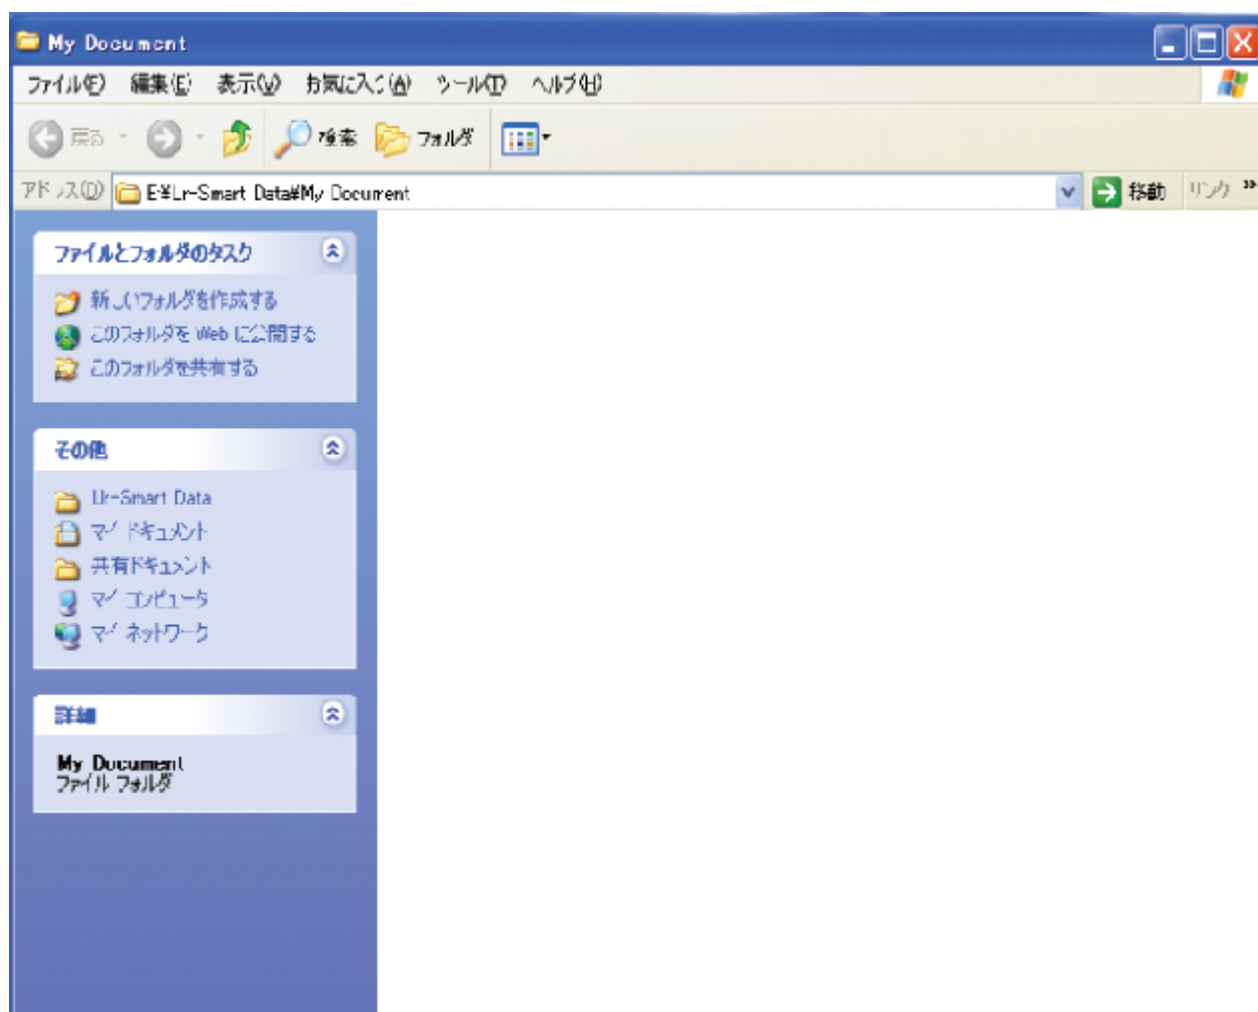 My Document
ファイル(F) 編集(E) 表示(V) お気に入り(A) ツール(T) ヘルプ(H)
戻る 検索 フォルダ
アドレス(D) E:¥Ur-Smart Data¥My Document 移動 リンク »
ファイルとフォルダのタスク
新しいフォルダを作成する
このフォルダを Web に公開する
このフォルダを共有する
その他
Ur-Smart Data
マイ ドキュメント
共有ドキュメント
マイ コンピュータ
マイ ネットワーク
詳細
My Document
ファイル フォルダ